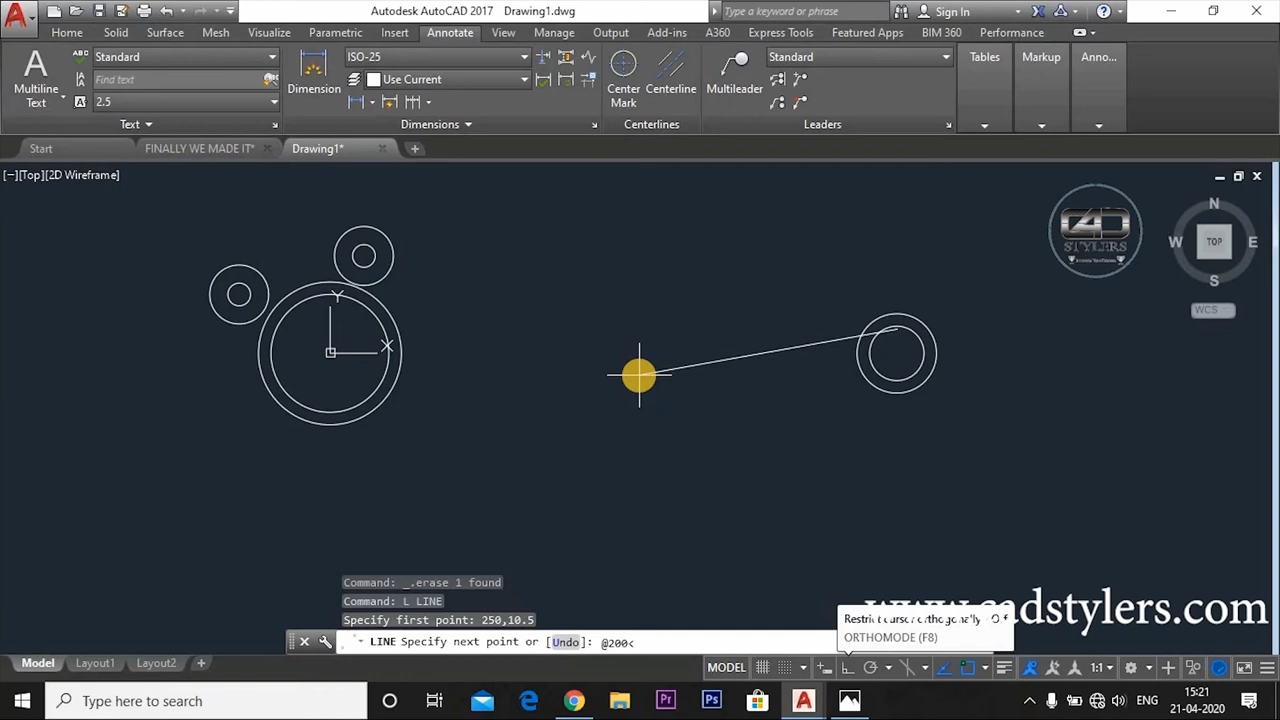 Autodesk AutoCAD 2017 Drawing1.dwg
Type a keyword or phrase
Sign In
Home Solid Surface Mesh Visualize Parametric Insert Annotate View Manage Output Add-ins A360 Express Tools Featured Apps BIM 360 Performance
Standard
Find text
2.5
Multiline
Text
ISO-25
Use Current
Dimension
Center
Mark
Centerline
Standard
Multileader
Tables
Markup
Anno...
Text
Dimensions
Centerlines
Leaders
Start FINALLY WE MADE IT* Drawing1*
[−][Top][2D Wireframe]
CAD
STYLERS
N
W TOP E
S
WCS
Y
X
Command: _.erase 1 found
Command: L LINE
Specify first point: 250,10.5
LINE Specify next point or [Undo]: @200<
www.cadstylers.com
Restrict cursor orthogonally
ORTHOMODE (F8)
Model Layout1 Layout2
MODEL
1:1
Type here to search
ENG
15:21
21-04-2020